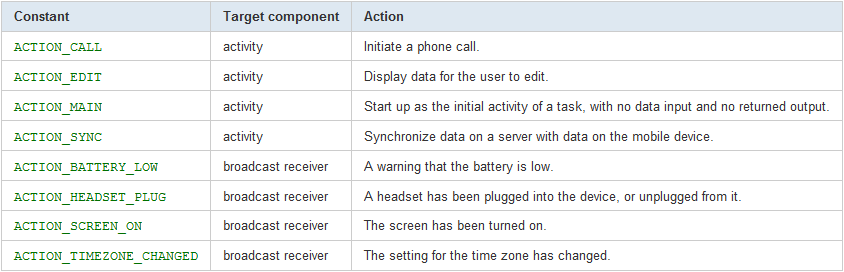 Constant Target component Action
ACTION_CALL activity Initiate a phone call.
ACTION_EDIT activity Display data for the user to edit.
ACTION_MAIN activity Start up as the initial activity of a task, with no data input and no returned output.
ACTION_SYNC activity Synchronize data on a server with data on the mobile device.
ACTION_BATTERY_LOW broadcast receiver A warning that the battery is low.
ACTION_HEADSET_PLUG broadcast receiver A headset has been plugged into the device, or unplugged from it.
ACTION_SCREEN_ON broadcast receiver The screen has been turned on.
ACTION_TIMEZONE_CHANGED broadcast receiver The setting for the time zone has changed.